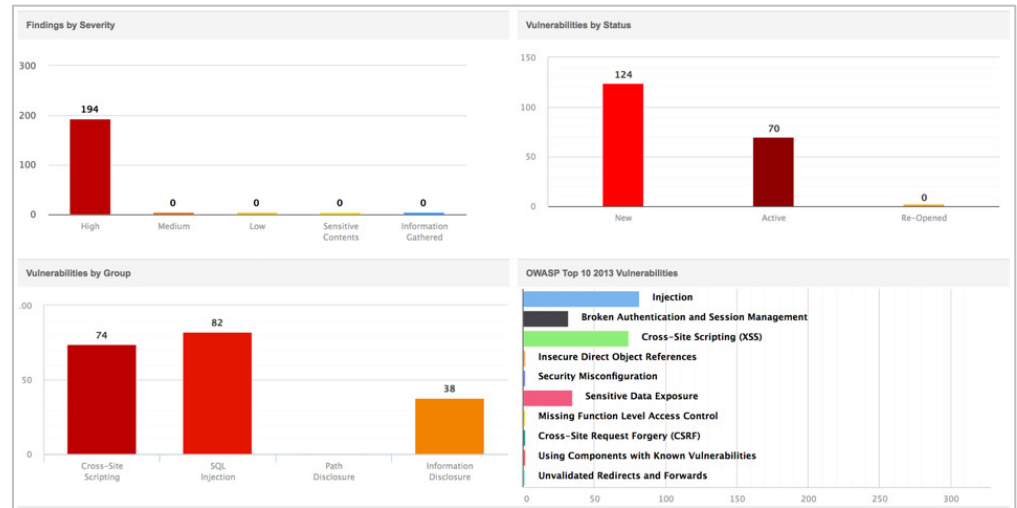 Findings by Severity
300
200
100
0
194
0
0
0
0
High
Medium
Low
Sensitive
Contents
Information
Gathered
Vulnerabilities by Status
150
100
50
0
124
70
0
New
Active
Re-Opened
Vulnerabilities by Group
.00
50
0
74
82
38
Cross-Site
Scripting
SQL
Injection
Path
Disclosure
Information
Disclosure
OWASP Top 10 2013 Vulnerabilities
Injection
Broken Authentication and Session Management
Cross-Site Scripting (XSS)
Insecure Direct Object References
Security Misconfiguration
Sensitive Data Exposure
Missing Function Level Access Control
Cross-Site Request Forgery (CSRF)
Using Components with Known Vulnerabilities
Unvalidated Redirects and Forwards
0 50 100 150 200 250 300